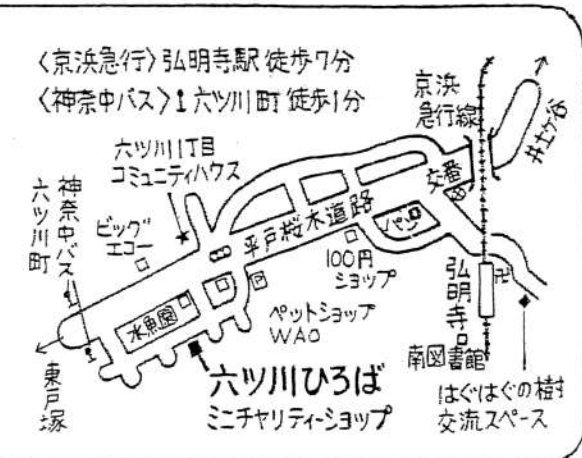 〈京浜急行〉弘明寺駅 徒歩7分
〈神奈中バス〉六ツ川町 徒歩1分
京浜
急行線
井土ヶ谷
六ツ川1丁目
コミュニティハウス
交番
神奈中バス
六ツ川町
ビッグ
エコー
平戸桜木道路
パン
100円
ショップ
弘明寺
卍
水魚園
ペットショップ
WAO
南図書館
東戸塚
六ツ川ひろば
ミニチャリティーショップ
はぐはぐの樹
交流スペース